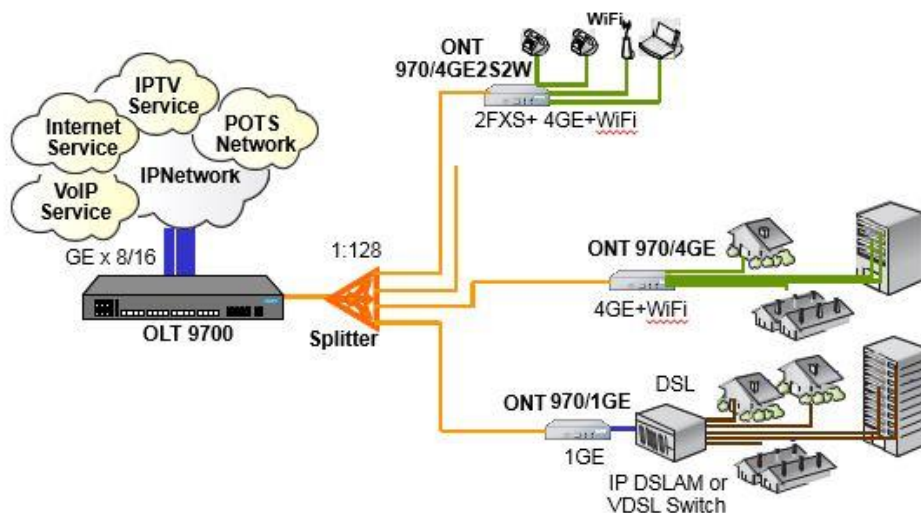 IPTV
Service
Internet
Service
POTS
Network
IPNetwork
VoIP
Service
GE x 8/16
OLT 9700
1:128
Splitter
ONT
970/4GE2S2W
WiFi
2FXS+ 4GE+WiFi
ONT 970/4GE
4GE+WiFi
ONT 970/1GE
1GE
DSL
IP DSLAM or
VDSL Switch